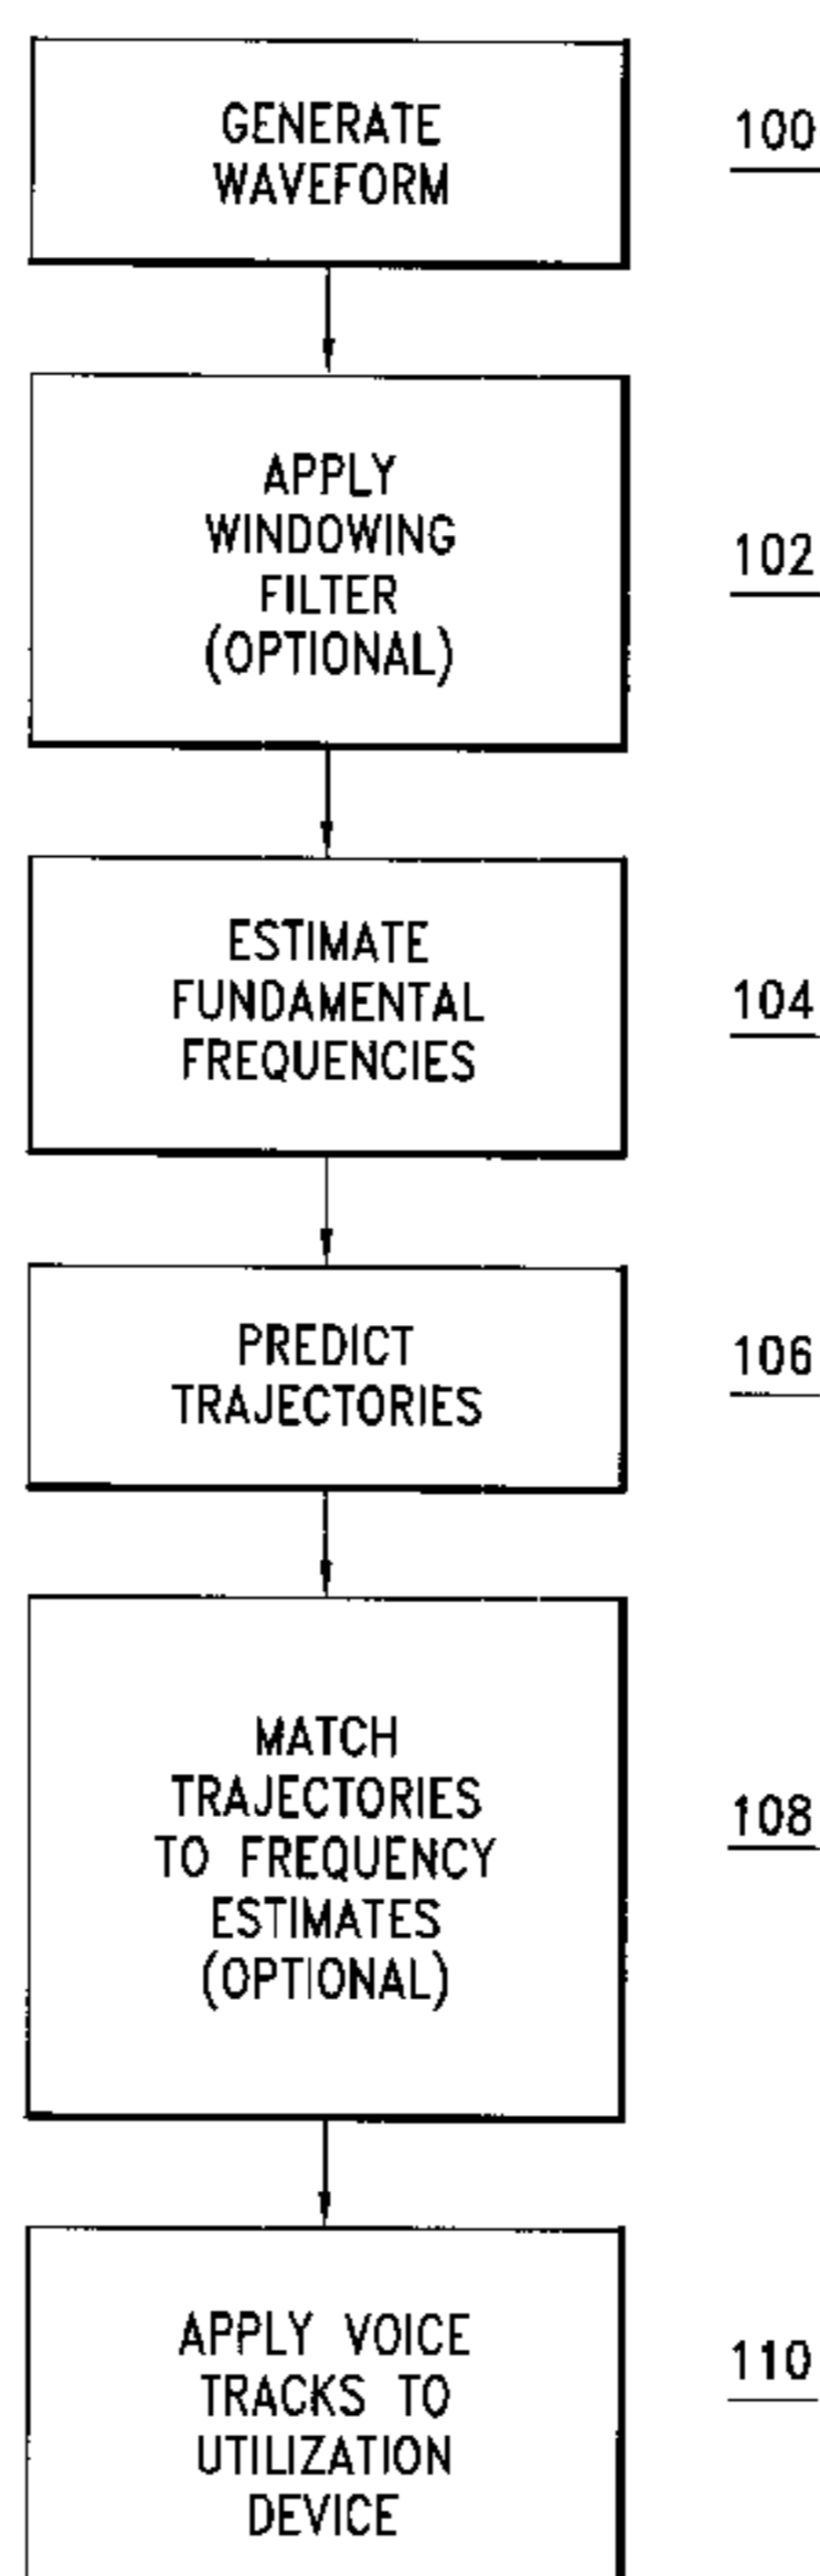 GENERATE
WAVEFORM
100
APPLY
WINDOWING
FILTER
(OPTIONAL)
102
ESTIMATE
FUNDAMENTAL
FREQUENCIES
104
PREDICT
TRAJECTORIES
106
MATCH
TRAJECTORIES
TO FREQUENCY
ESTIMATES
(OPTIONAL)
108
APPLY VOICE
TRACKS TO
UTILIZATION
DEVICE
110